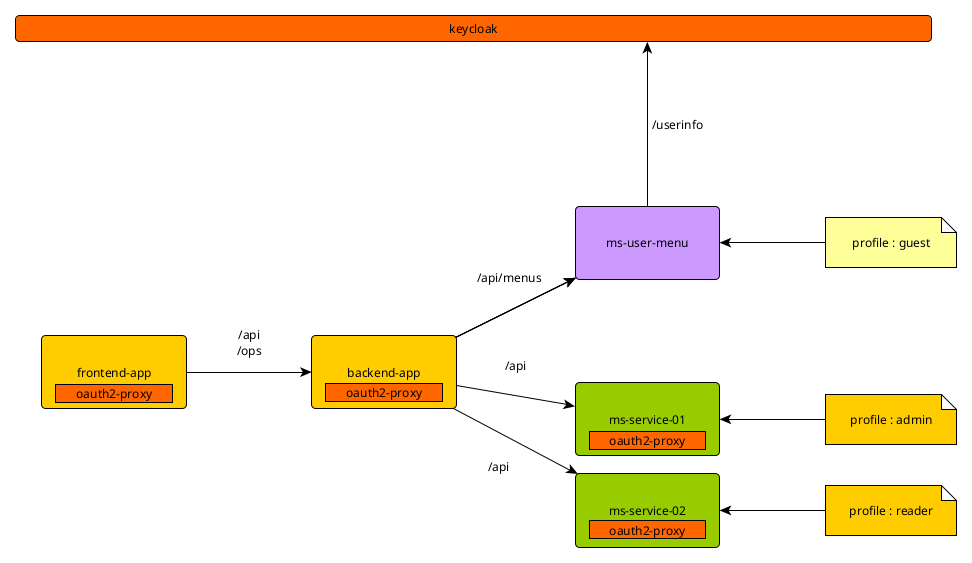 keycloak
/userinfo
ms-user-menu
profile : guest
/api/menus
/api
/ops
frontend-app
oauth2-proxy
backend-app
oauth2-proxy
/api
ms-service-01
oauth2-proxy
profile : admin
/api
ms-service-02
oauth2-proxy
profile : reader